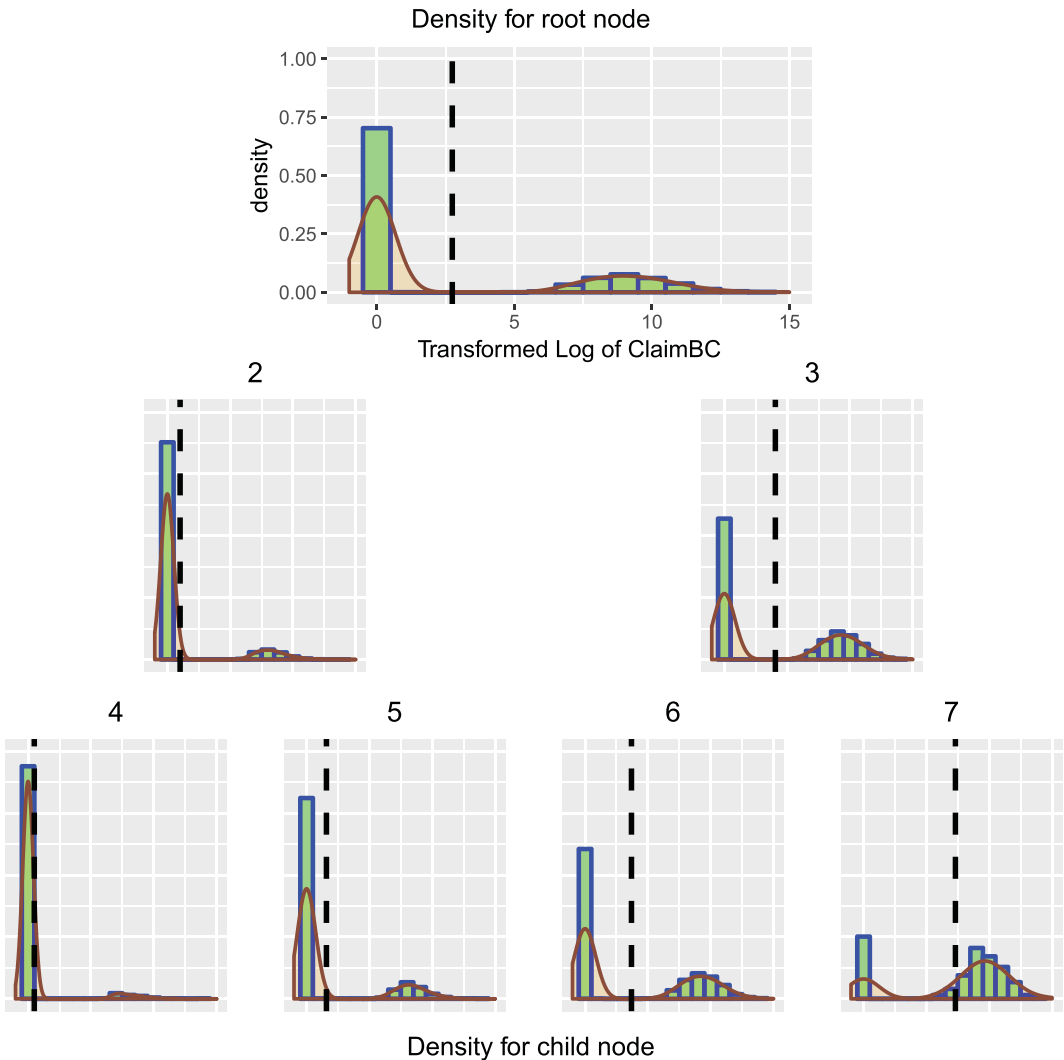 Density for root node
1.00
0.75
0.50
0.25
0.00
density
0 5 10 15
Transformed Log of ClaimBC
2 3
4 5 6 7
Density for child node